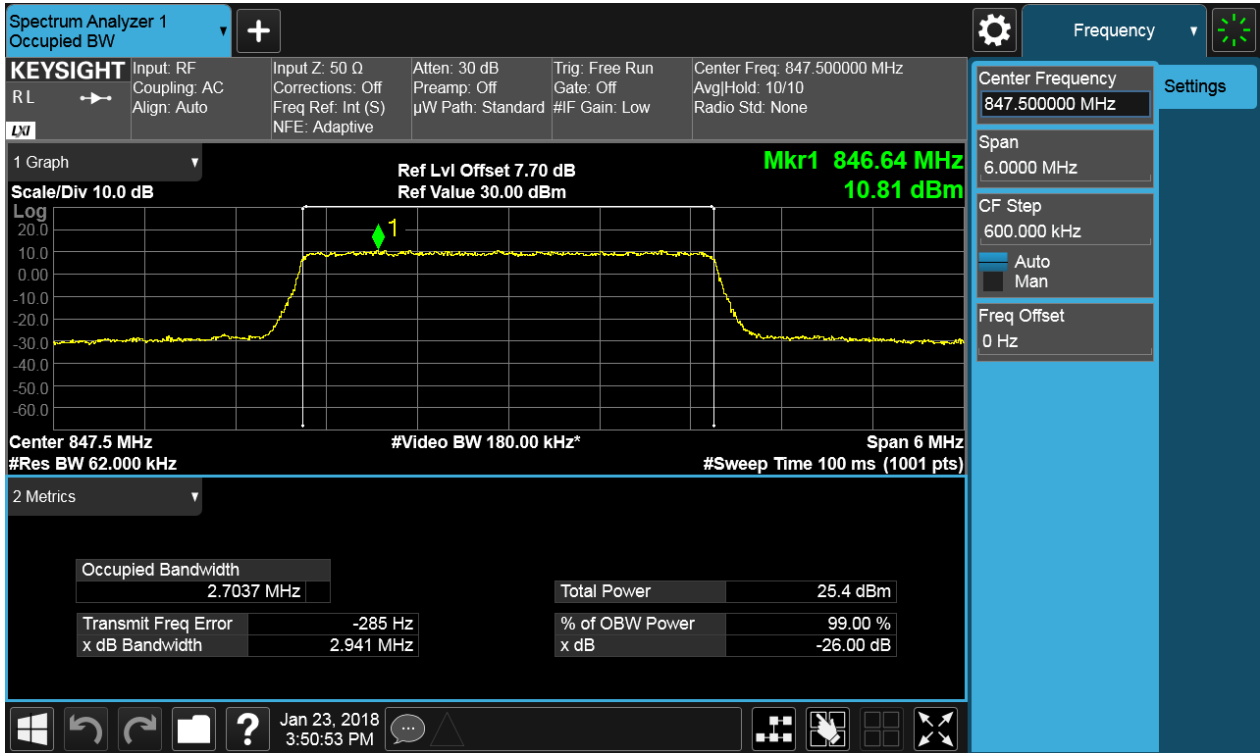 Spectrum Analyzer 1
Occupied BW
+
Frequency
KEYSIGHT
R L
LXI
Input: RF
Coupling: AC
Align: Auto
Input Z: 50 Ω
Corrections: Off
Freq Ref: Int (S)
NFE: Adaptive
Atten: 30 dB
Preamp: Off
µW Path: Standard
Trig: Free Run
Gate: Off
#IF Gain: Low
Center Freq: 847.500000 MHz
Avg|Hold: 10/10
Radio Std: None
1 Graph
Scale/Div 10.0 dB
Ref Lvl Offset 7.70 dB
Ref Value 30.00 dBm
Mkr1 846.64 MHz
10.81 dBm
Log
20.0
10.0
0.00
-10.0
-20.0
-30.0
-40.0
-50.0
-60.0
1
Center 847.5 MHz
#Video BW 180.00 kHz*
Span 6 MHz
#Res BW 62.000 kHz
#Sweep Time 100 ms (1001 pts)
2 Metrics
Occupied Bandwidth
2.7037 MHz
Total Power 25.4 dBm
Transmit Freq Error -285 Hz
% of OBW Power 99.00 %
x dB Bandwidth 2.941 MHz
x dB -26.00 dB
Center Frequency
847.500000 MHz
Settings
Span
6.0000 MHz
CF Step
600.000 kHz
Auto
Man
Freq Offset
0 Hz
?
Jan 23, 2018
3:50:53 PM